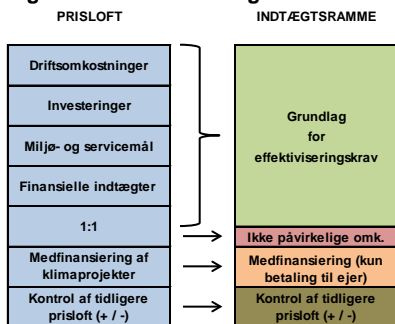 PRISLOFT
INDTÆGTSRAMME
Driftsomkostninger
Investeringer
Miljø- og servicemål
Finansielle indtægter
1:1
Medfinansiering af
klimaprojekter
Kontrol af tidligere
prisloft (+ / -)
Grundlag
for
effektiviseringskrav
Ikke påvirkelige omk.
Medfinansiering (kun
betaling til ejer)
Kontrol af tidligere
prisloft (+ / -)